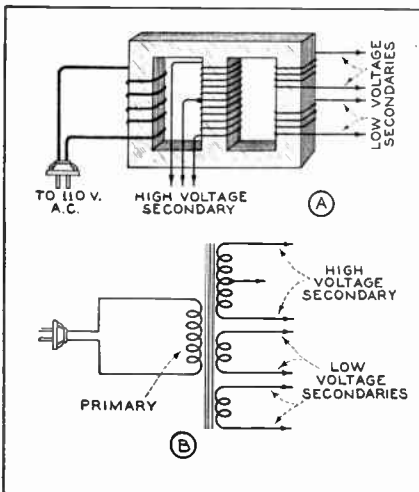 LOW VOLTAGE
SECONDARIES
TO 110 V.
A.C.
HIGH VOLTAGE
SECONDARY
A
HIGH
VOLTAGE
SECONDARY
LOW
VOLTAGE
SECONDARIES
PRIMARY
B